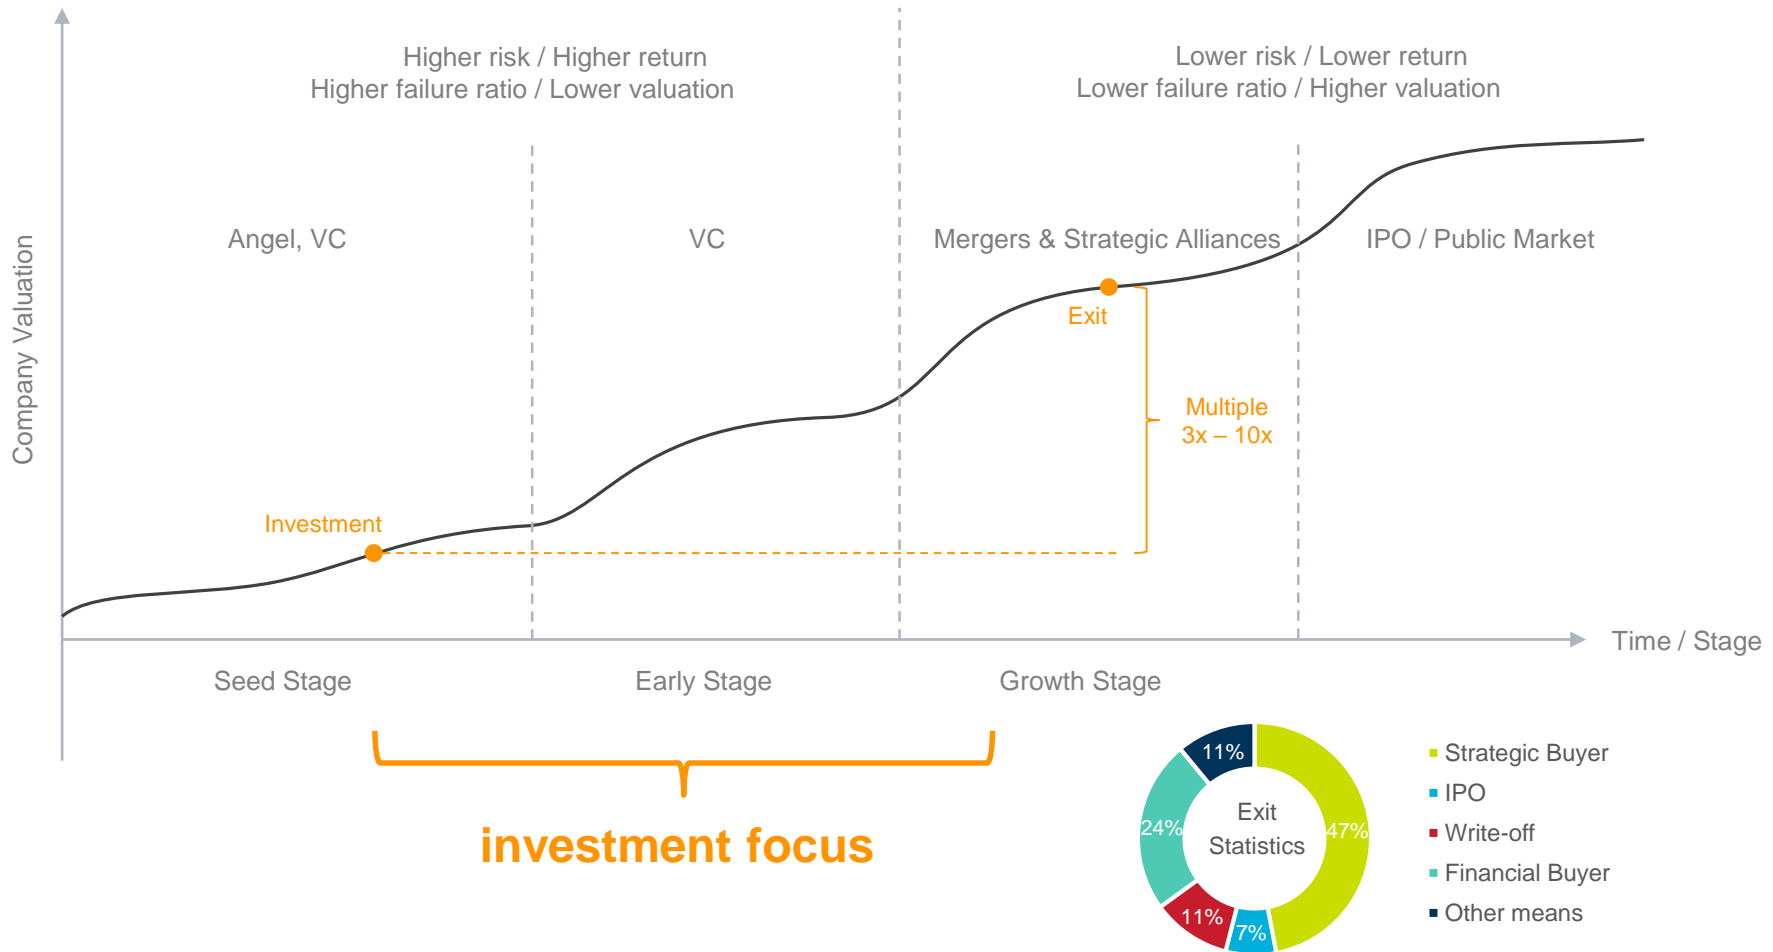 Higher risk / Higher return
Higher failure ratio / Lower valuation
Lower risk / Lower return
Lower failure ratio / Higher valuation
Angel, VC
VC
Mergers & Strategic Alliances
IPO / Public Market
Company Valuation
Exit
Multiple
3x – 10x
Investment
Time / Stage
Seed Stage
Early Stage
Growth Stage
investment focus
Exit
Statistics
11%
24%
47%
11%
7%
Strategic Buyer
IPO
Write-off
Financial Buyer
Other means